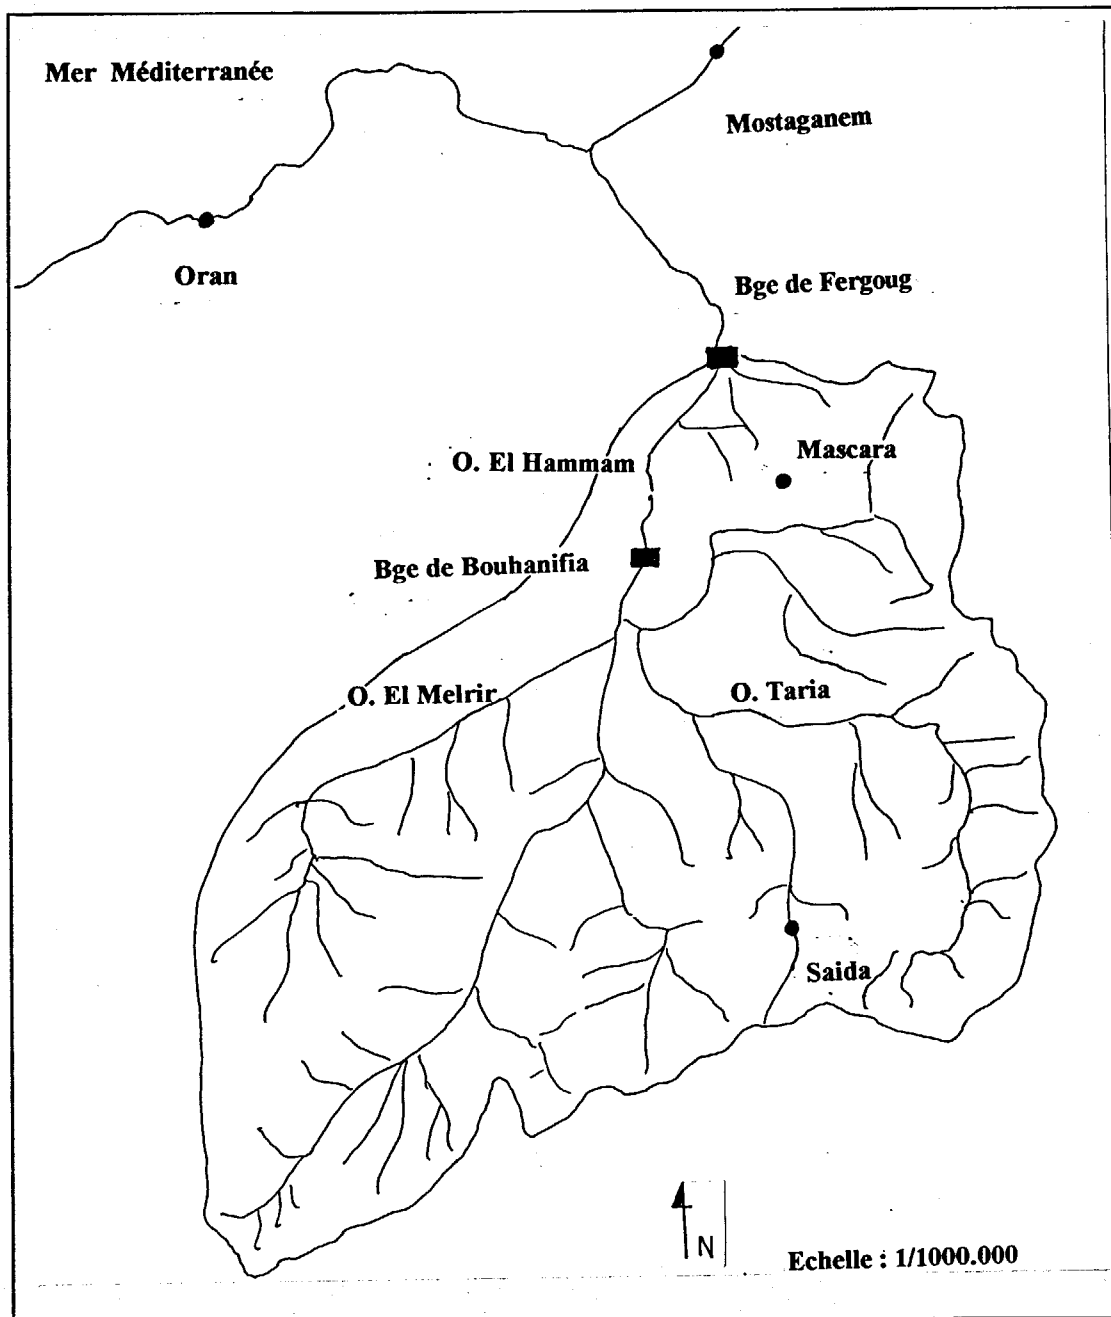 Mer Méditerranée
Mostaganem
Oran
Bge de Fergoug
O. El Hammam
Mascara
Bge de Bouhanifia
O. El Melrir
O. Taria
Saida
N
Echelle : 1/1000.000